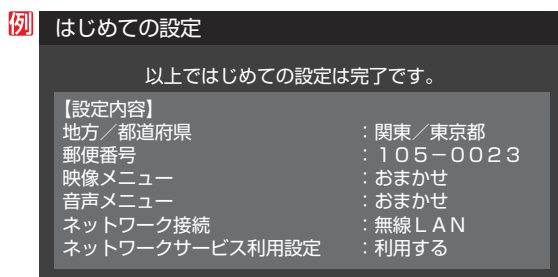 例
はじめての設定
以上ではじめての設定は完了です。
【設定内容】
地方／都道府県　：関東／東京都
郵便番号　：１０５－００２３
映像メニュー　：おまかせ
音声メニュー　：おまかせ
ネットワーク接続　：無線ＬＡＮ
ネットワークサービス利用設定　：利用する